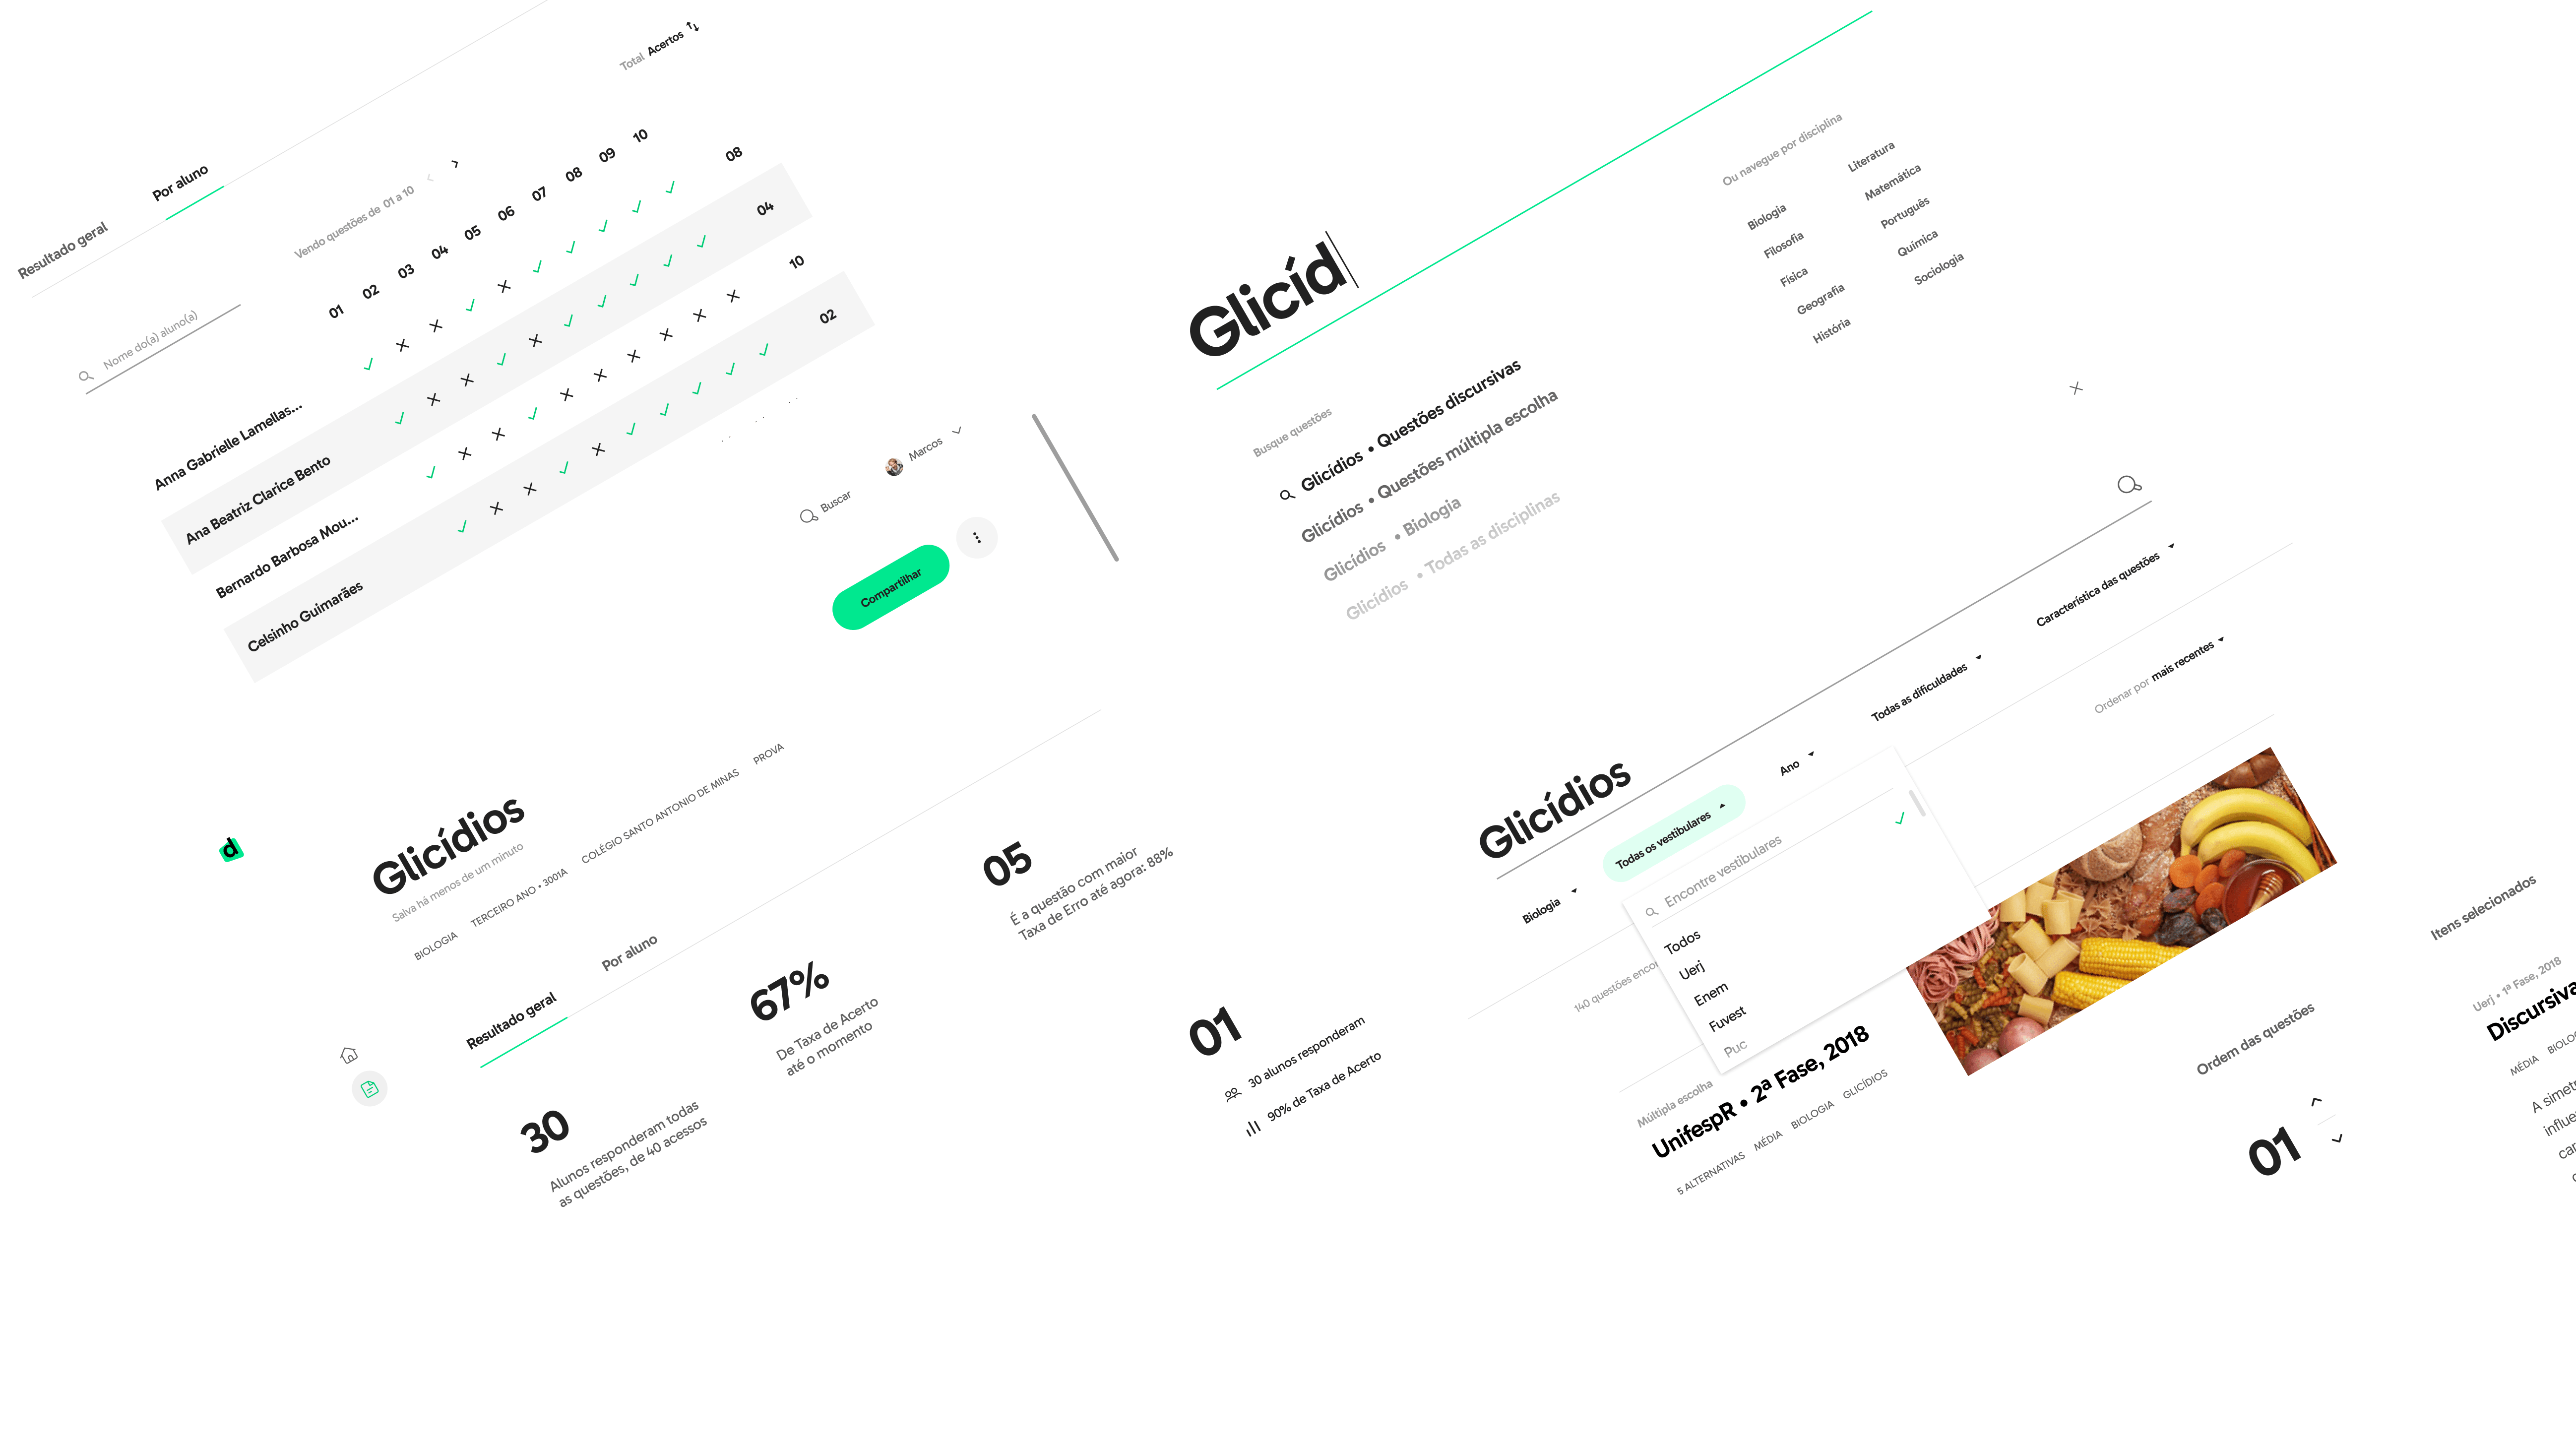 Total Acertos
Resultado geral
Por aluno
Vendo questões de 01 a 10
Nome do(a) aluno(a)
01 02 03 04 05 06 07 08 09 10
Anna Gabrielle Lamellas... 08
Ana Beatriz Clarice Bento 04
Bernardo Barbosa Mou... 10
Celsinho Guimarães 02
Buscar
Marcos
Compartilhar
d
Glicídios
Salva há menos de um minuto
BIOLOGIA TERCEIRO ANO • 3001A COLÉGIO SANTO ANTONIO DE MINAS PROVA
Resultado geral
Por aluno
30
Alunos responderam todas
as questões, de 40 acessos
67%
De Taxa de Acerto
até o momento
05
É a questão com maior
Taxa de Erro até agora: 88%
01
30 alunos responderam
90% de Taxa de Acerto
Glicíd
Busque questões
Glicídios • Questões discursivas
Glicídios • Questões múltipla escolha
Glicídios • Biologia
Glicídios • Todas as disciplinas
Ou navegue por disciplina
Biologia
Filosofia
Física
Geografia
História
Literatura
Matemática
Português
Química
Sociologia
Glicídios
Biologia
Todas os vestibulares
Ano
Todas as dificuldades
Característica das questões
Encontre vestibulares
Todos
Uerj
Enem
Fuvest
Puc
140 questões encor
Ordenar por mais recentes
Múltipla escolha
UnifespR • 2ª Fase, 2018
5 ALTERNATIVAS MÉDIA BIOLOGIA GLICÍDIOS
Ordem das questões
01
Itens selecionados
Uerj • 1ª Fase, 2018
Discursiva
MÉDIA BIOLO
A simet
influe